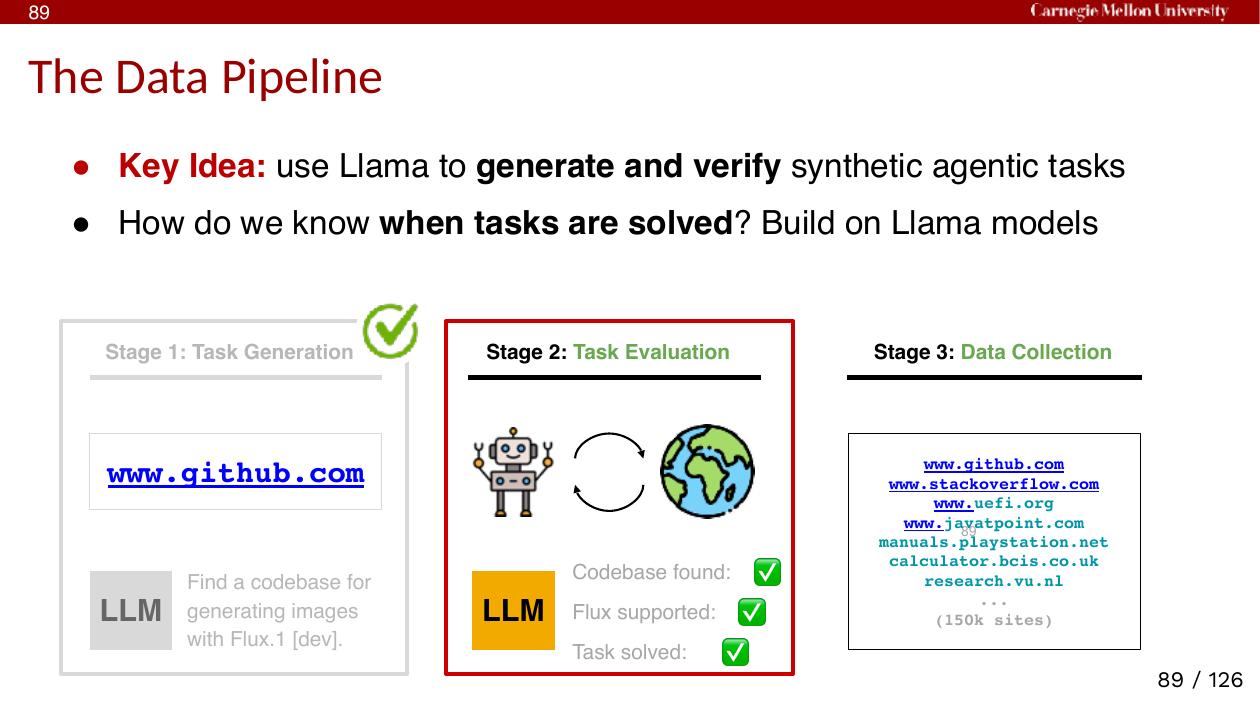 89
Carnegie Mellon University
The Data Pipeline
● Key Idea: use Llama to generate and verify synthetic agentic tasks
● How do we know when tasks are solved? Build on Llama models
Stage 1: Task Generation
www.github.com
LLM
Find a codebase for
generating images
with Flux.1 [dev].
Stage 2: Task Evaluation
LLM
Codebase found: ✅
Flux supported: ✅
Task solved: ✅
Stage 3: Data Collection
www.github.com
www.stackoverflow.com
www.uefi.org
www.javatpoint.com
89
manuals.playstation.net
calculator.bcis.co.uk
research.vu.nl
...
(150k sites)
89 / 126